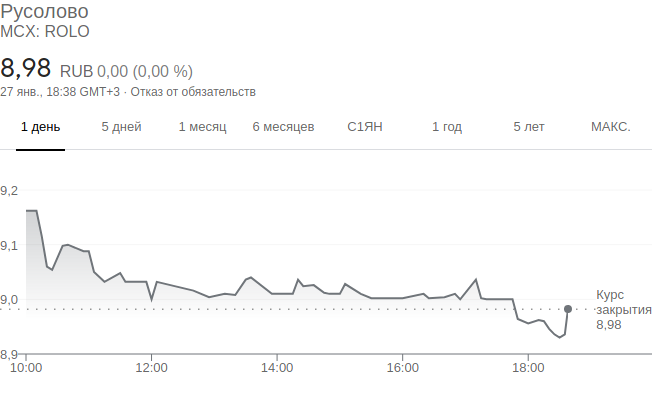 Русолово
MCX: ROLO
8,98 RUB 0,00 (0,00 %)
27 янв., 18:38 GMT+3 · Отказ от обязательств
1 день 5 дней 1 месяц 6 месяцев С1ЯН 1 год 5 лет МАКС.
9,2
9,1
9,0
8,9
Курс
закрытия
8,98
10:00 12:00 14:00 16:00 18:00